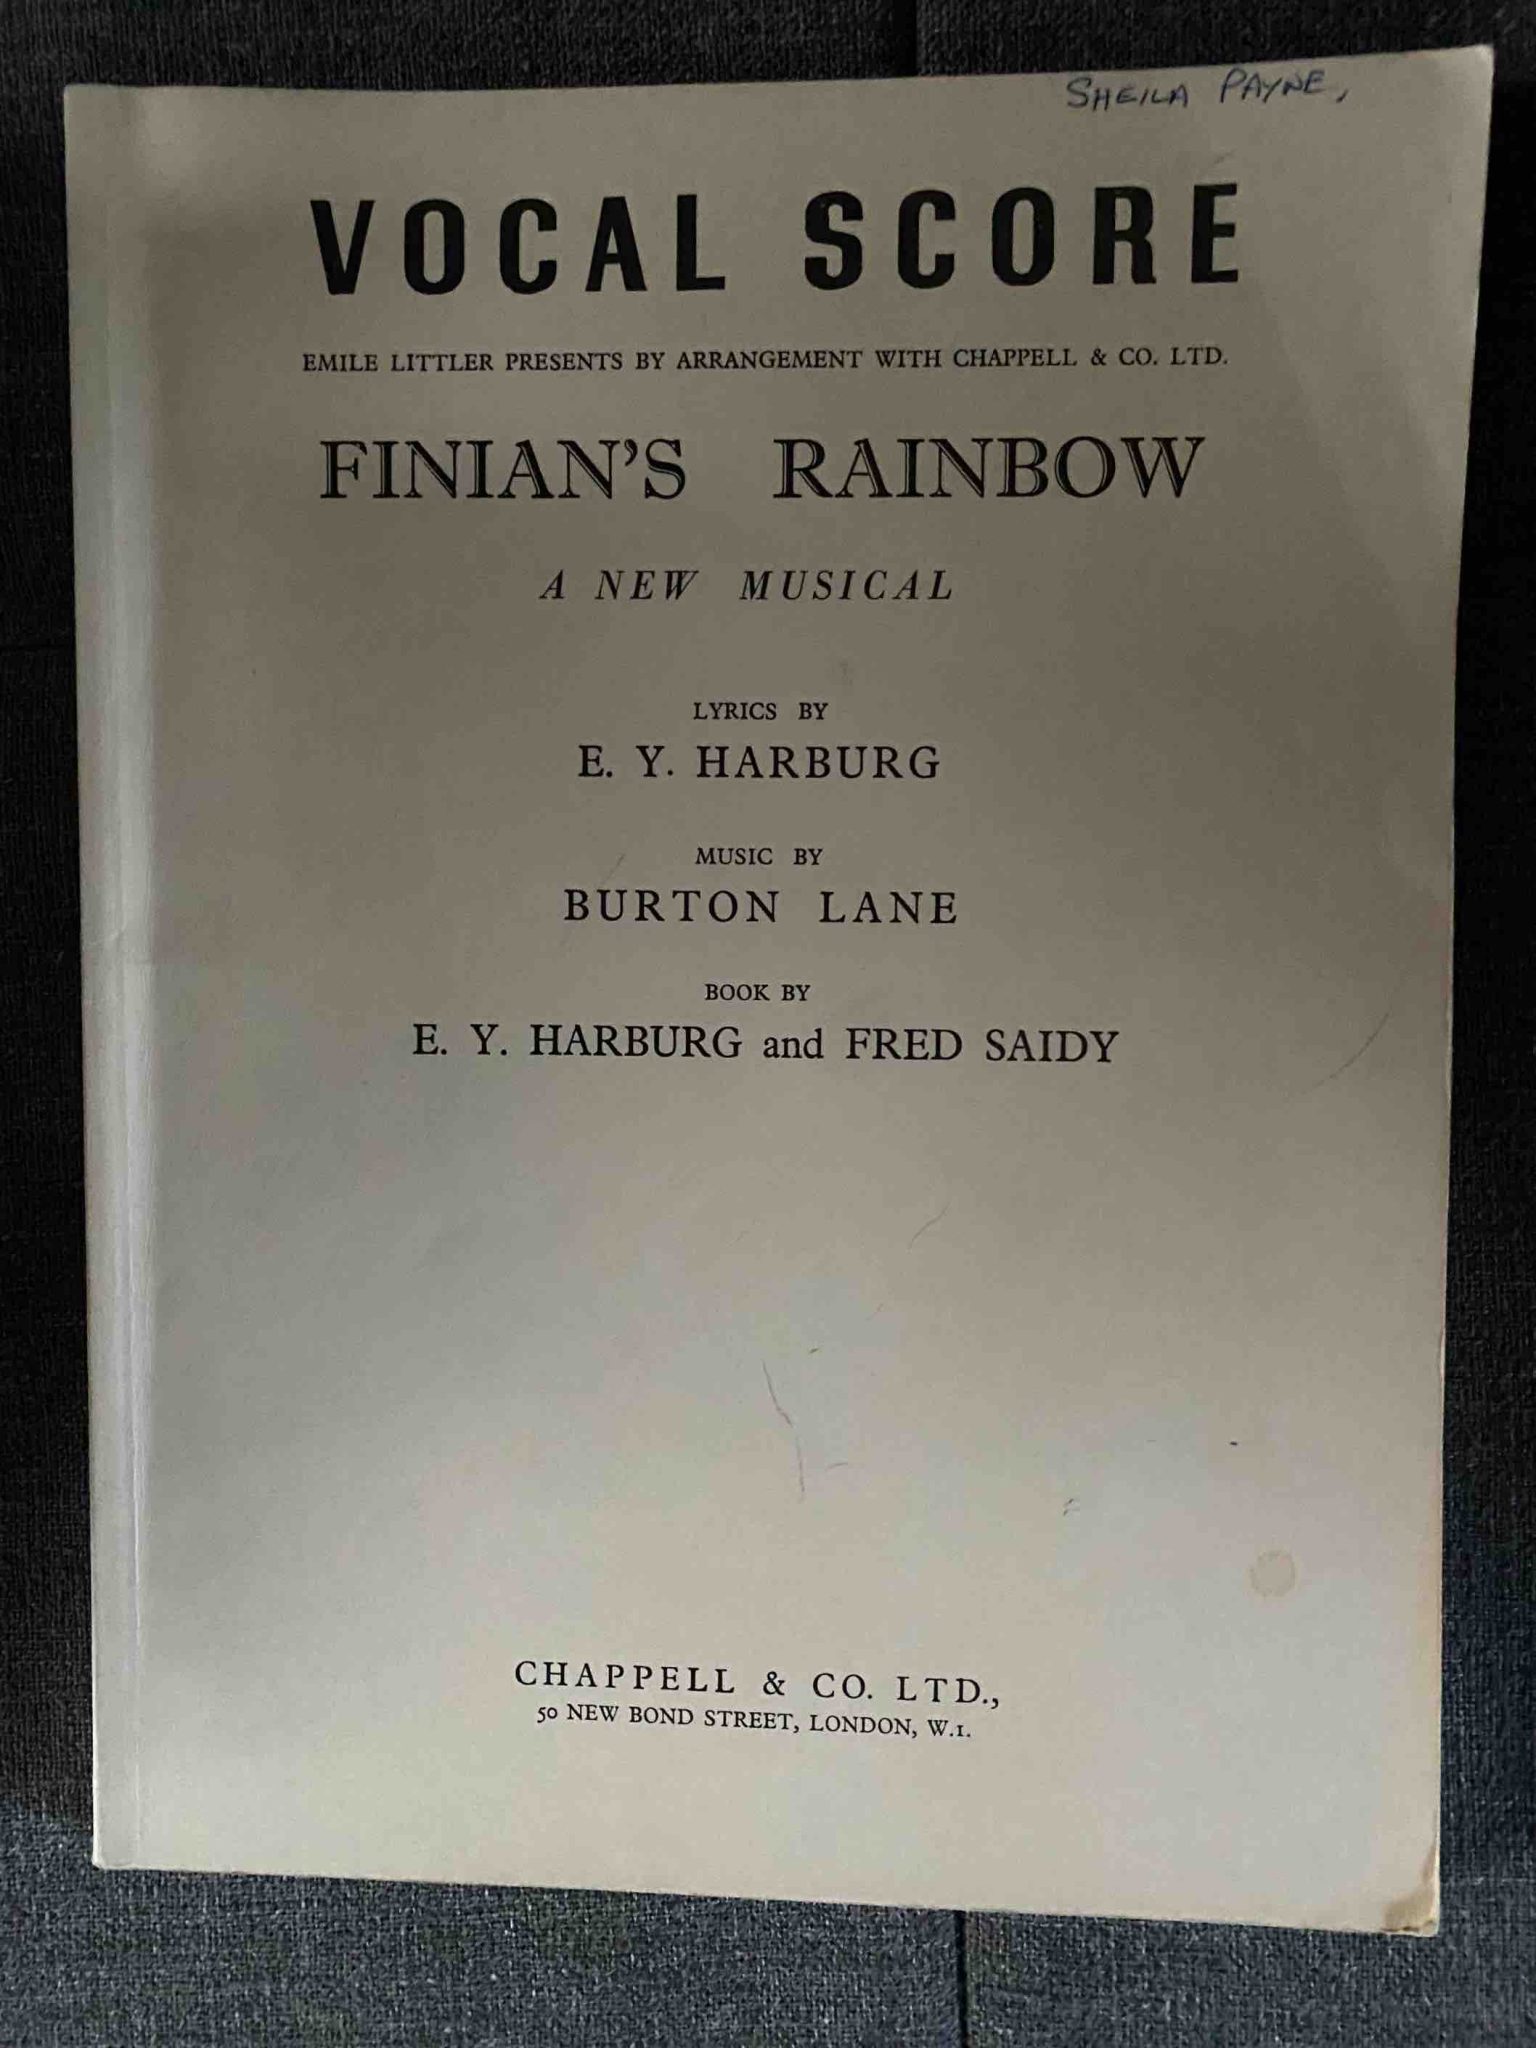 SHEILA PAYNE,
VOCAL SCORE
EMILE LITTLER PRESENTS BY ARRANGEMENT WITH CHAPPELL & CO. LTD.
FINIAN'S RAINBOW
A NEW MUSICAL
LYRICS BY
E. Y. HARBURG
MUSIC BY
BURTON LANE
BOOK BY
E. Y. HARBURG and FRED SAIDY
CHAPPELL & CO. LTD.,
50 NEW BOND STREET, LONDON, W.1.